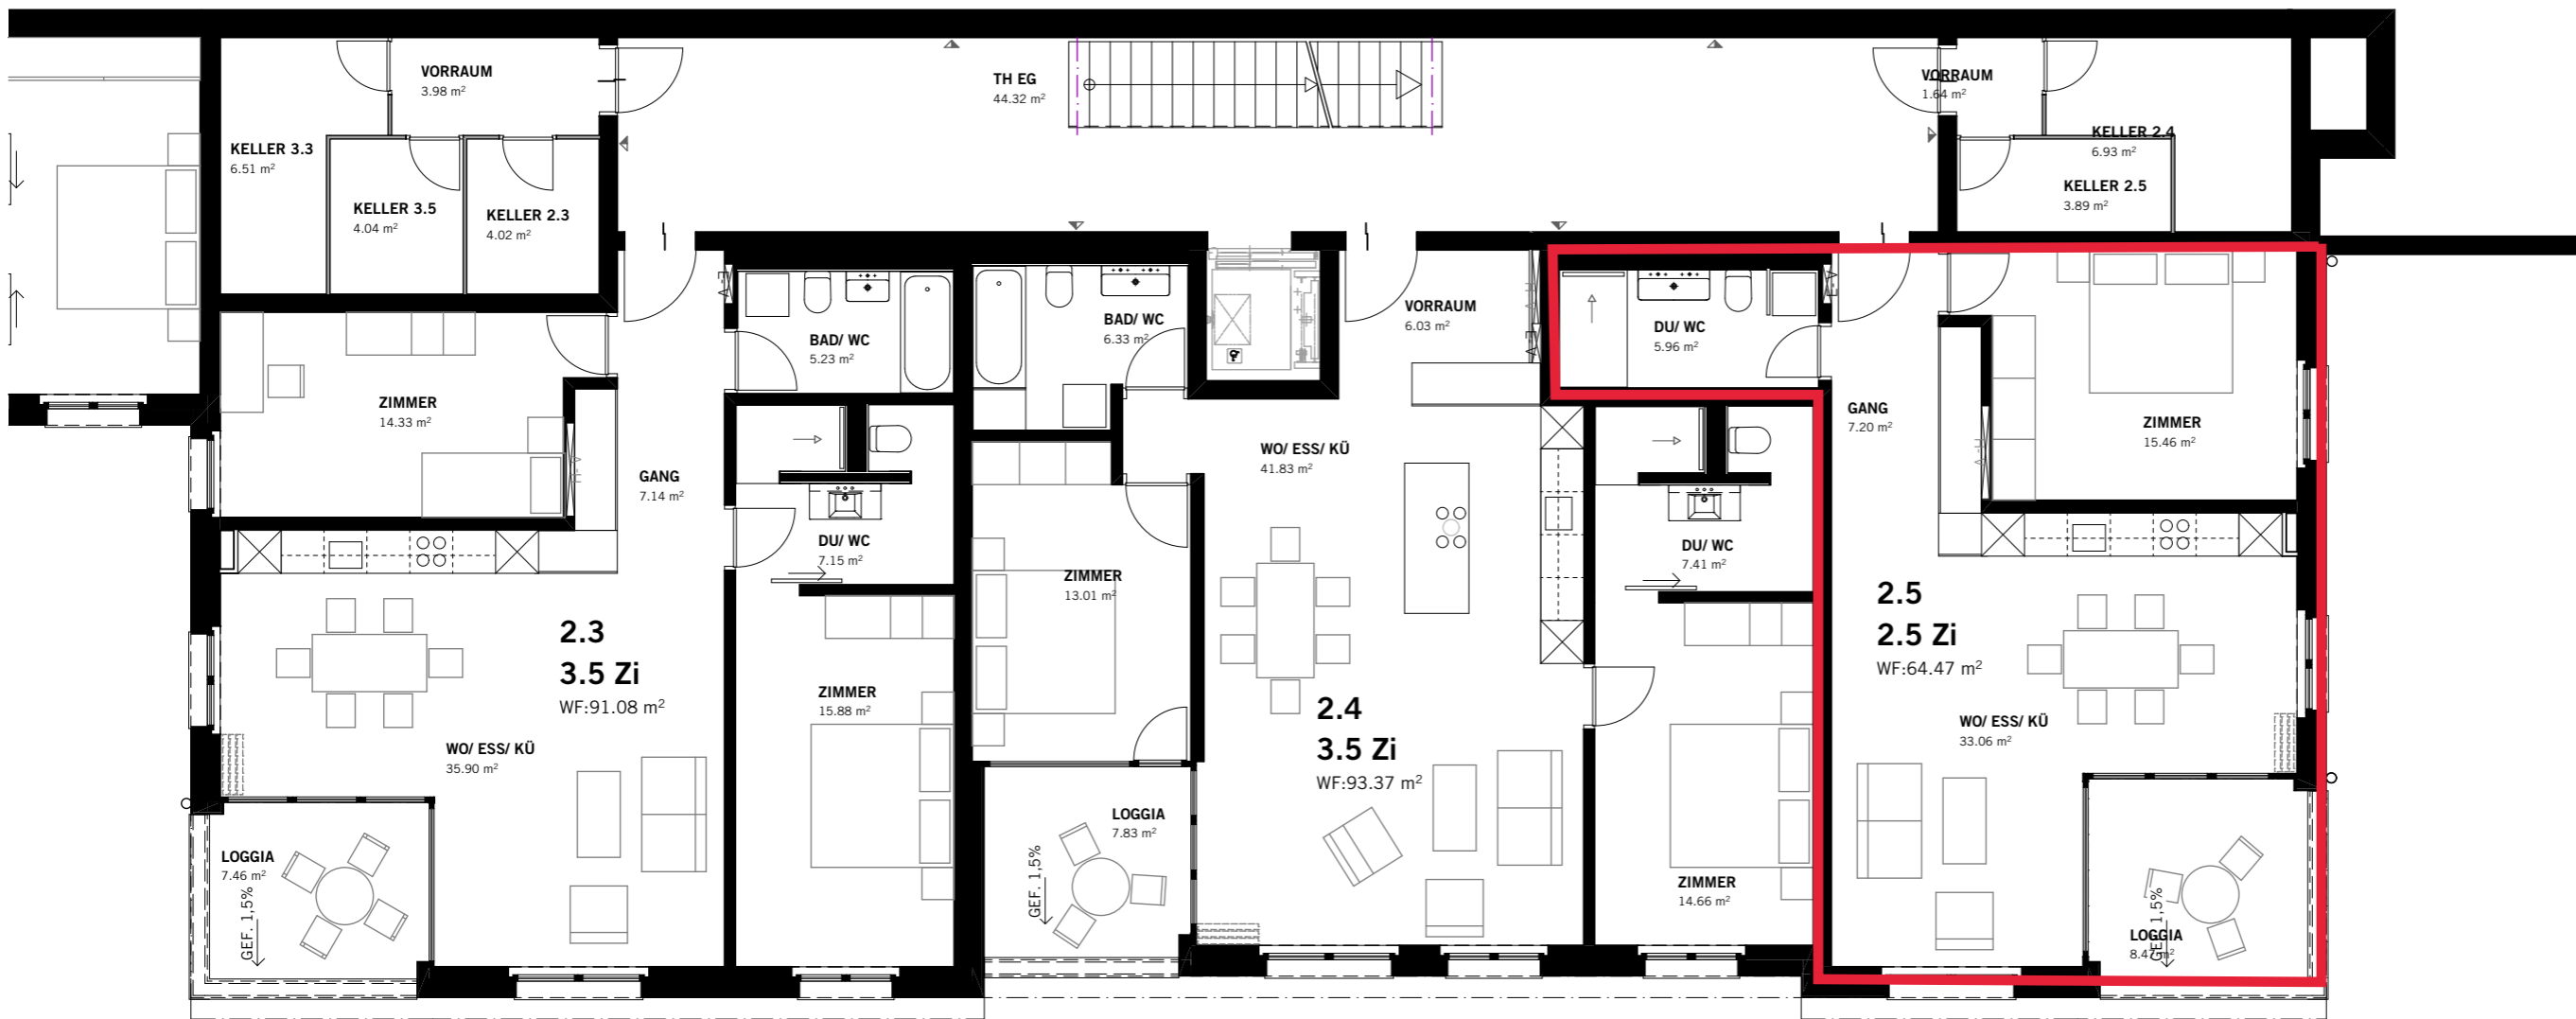 VORRAUM
3.98 m²
KELLER 3.3
6.51 m²
KELLER 3.5
4.04 m²
KELLER 2.3
4.02 m²
TH EG
44.32 m²
VORRAUM
1.64 m²
KELLER 2.4
6.93 m²
KELLER 2.5
3.89 m²
ZIMMER
14.33 m²
GANG
7.14 m²
BAD/ WC
5.23 m²
DU/ WC
7.15 m²
ZIMMER
15.88 m²
2.3
3.5 Zi
WF:91.08 m²
WO/ ESS/ KÜ
35.90 m²
LOGGIA
7.46 m²
GEF. 1,5%
BAD/ WC
6.33 m²
VORRAUM
6.03 m²
WO/ ESS/ KÜ
41.83 m²
ZIMMER
13.01 m²
2.4
3.5 Zi
WF:93.37 m²
LOGGIA
7.83 m²
GEF. 1,5%
DU/ WC
7.41 m²
ZIMMER
14.66 m²
DU/ WC
5.96 m²
GANG
7.20 m²
ZIMMER
15.46 m²
2.5
2.5 Zi
WF:64.47 m²
WO/ ESS/ KÜ
33.06 m²
LOGGIA
8.47 m²
GEF. 1,5%